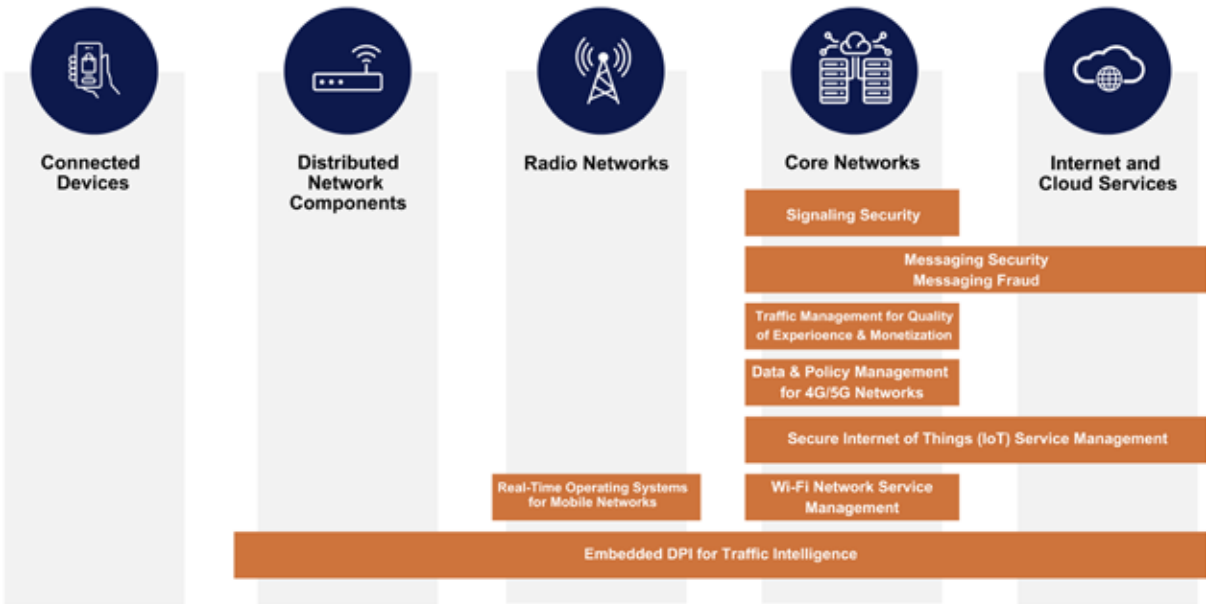 Connected
Devices
Distributed
Network
Components
Radio Networks
Core Networks
Internet and
Cloud Services
Signaling Security
Messaging Security
Messaging Fraud
Traffic Management for Quality
of Experioence & Monetization
Data & Policy Management
for 4G/5G Networks
Secure Internet of Things (IoT) Service Management
Real-Time Operating Systems
for Mobile Networks
Wi-Fi Network Service
Management
Embedded DPI for Traffic Intelligence